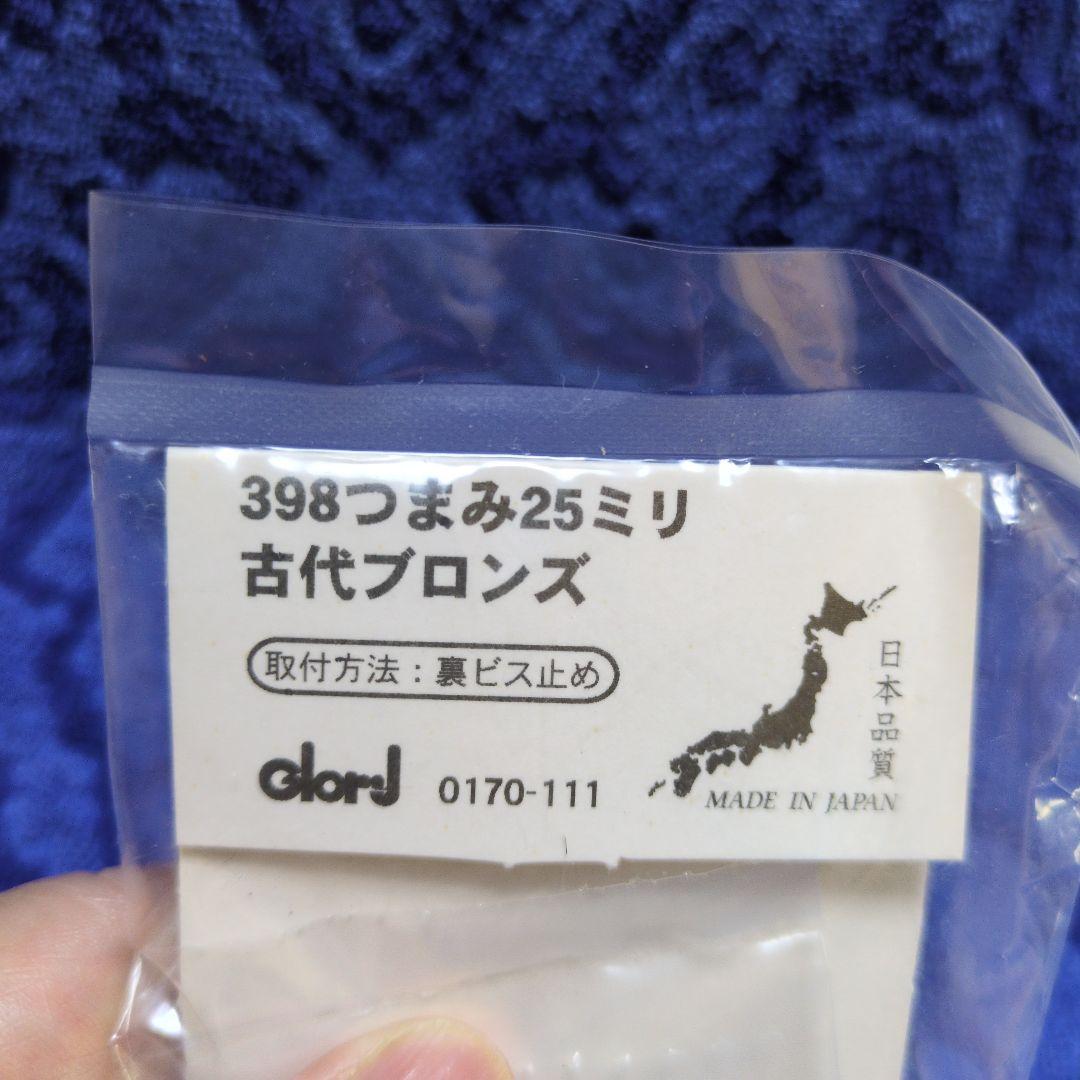 398つまみ25ミリ
古代ブロンズ
取付方法：裏ビス止め
Glor-J 0170-111
日本品質
MADE IN JAPAN